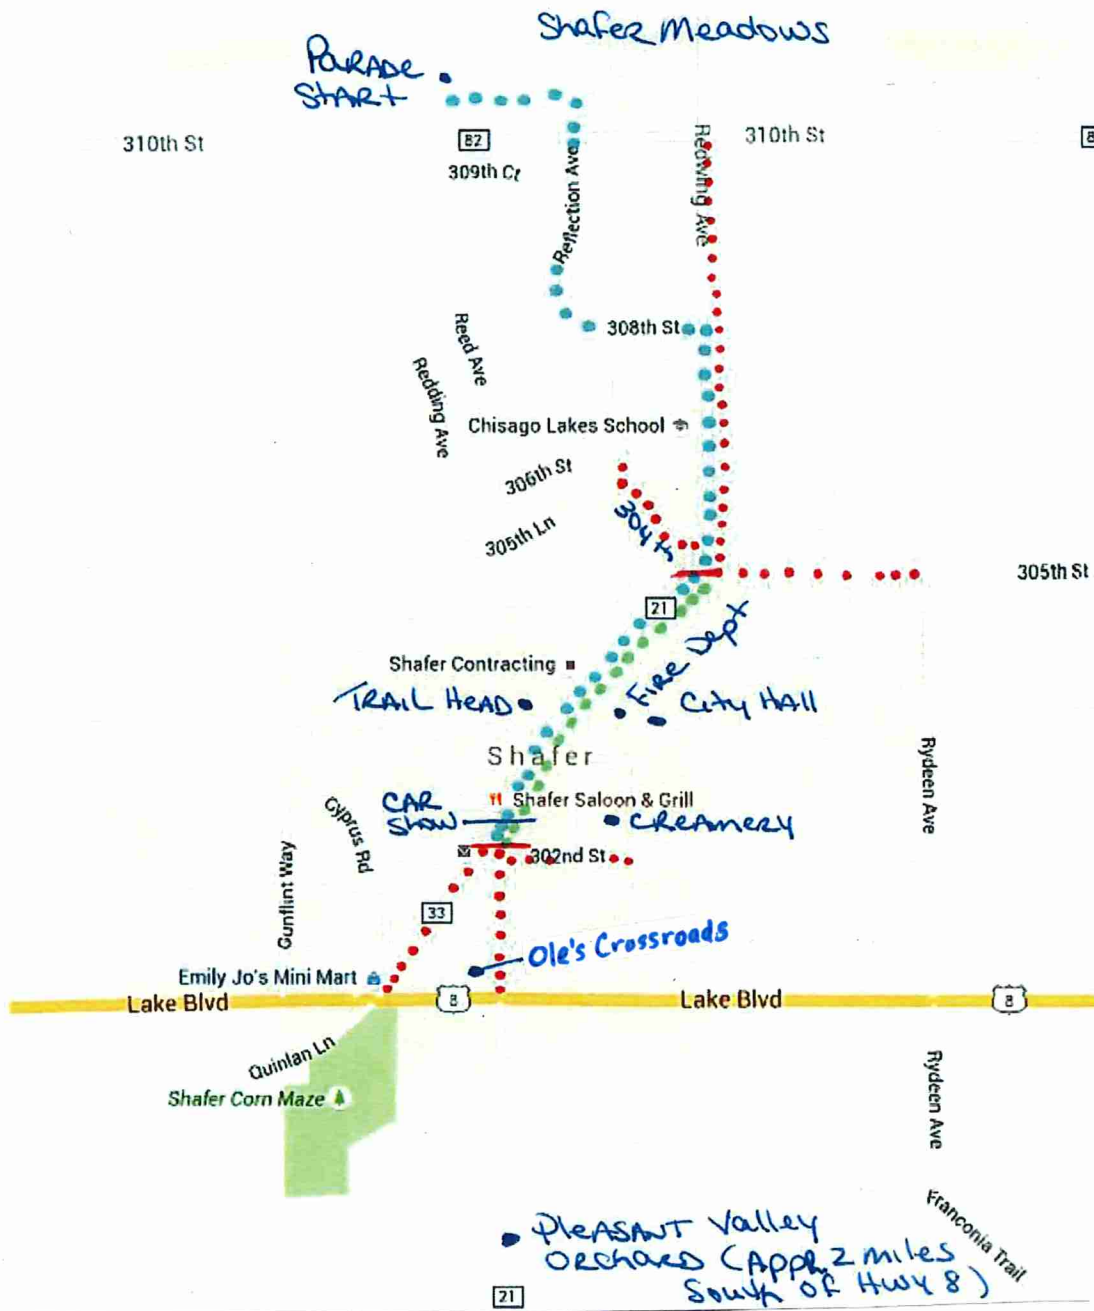 Shafer Meadows
PARADE
START
310th St
82
Redwing Ave
310th St
309th Ct
Reflection Ave
308th St
Reed Ave
Redding Ave
Chisago Lakes School
306th St
304th
305th Ln
305th St
21
Fire Dept
Shafer Contracting
TRAIL HEAD
City HAll
Shafer
Rydeen Ave
CAR
SHOW
Shafer Saloon & Grill
CREAMERY
Cyprus Rd
302nd St
Gunflint Way
33
Ole's Crossroads
Emily Jo's Mini Mart
Lake Blvd
8
Lake Blvd
8
Quinlan Ln
Shafer Corn Maze
Rydeen Ave
Franconia Trail
PleASANT Valley
ORCHARD (APPR. 2 miles
South of HWY 8)
21